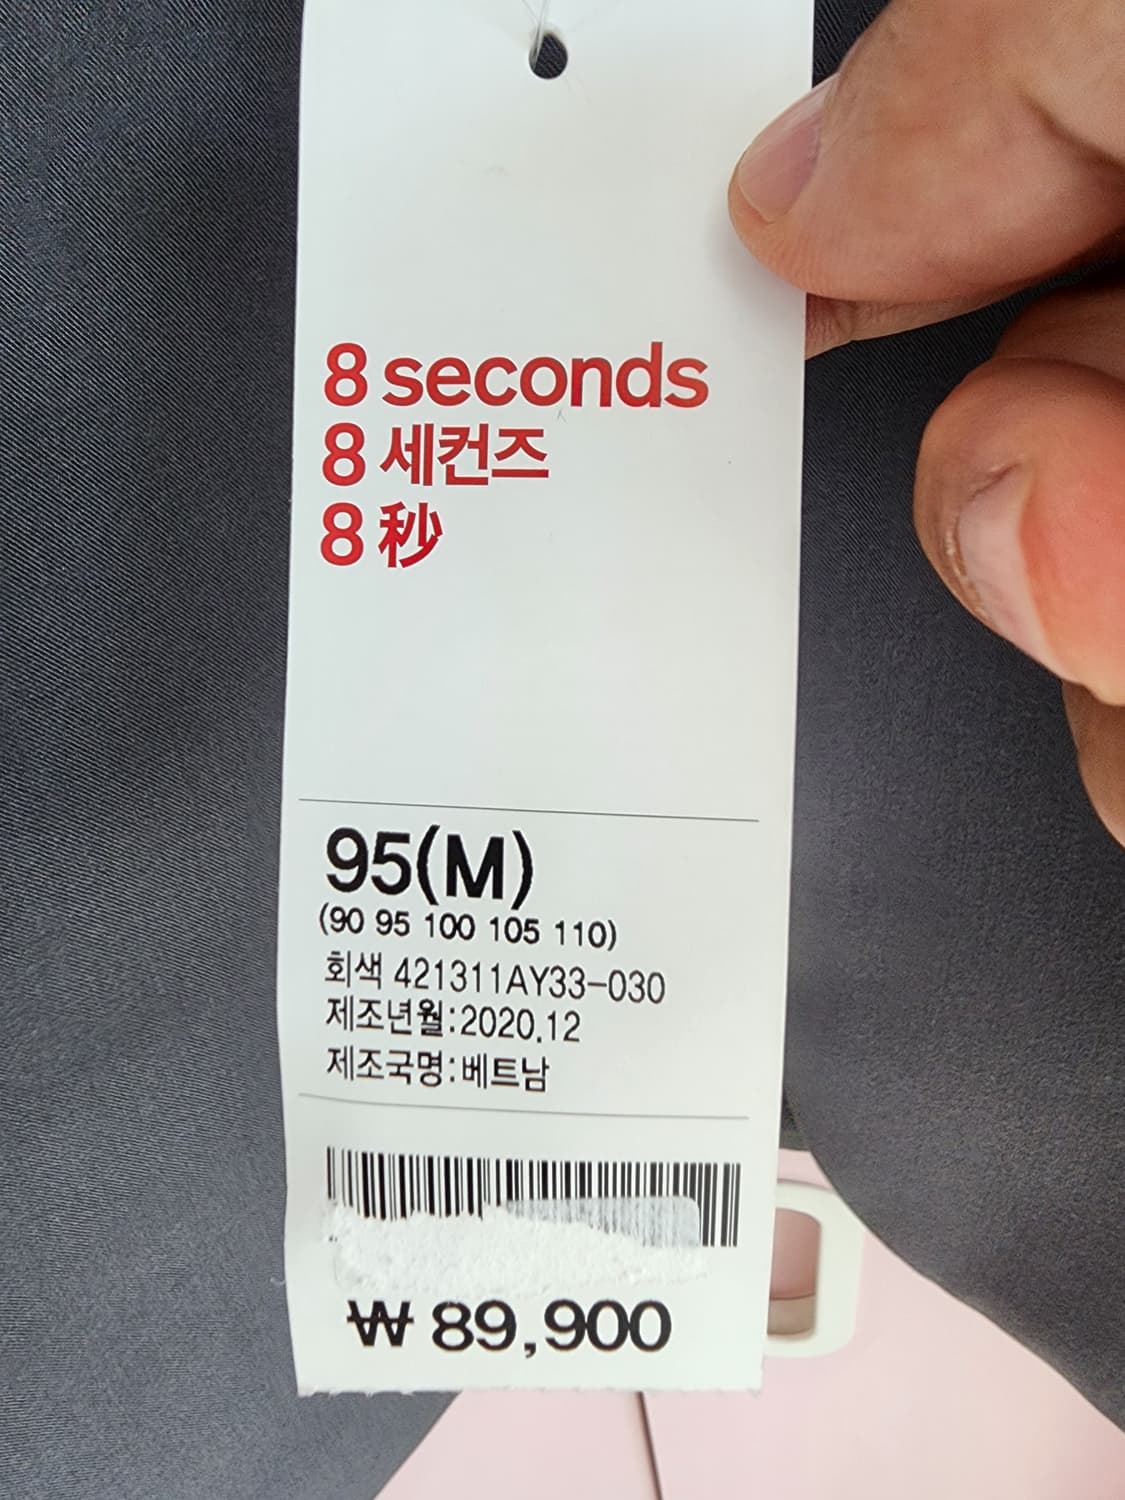 8 seconds
8 세컨즈
8 秒
95(M)
(90 95 100 105 110)
회색 421311AY33-030
제조년월:2020.12
제조국명:베트남
₩ 89,900